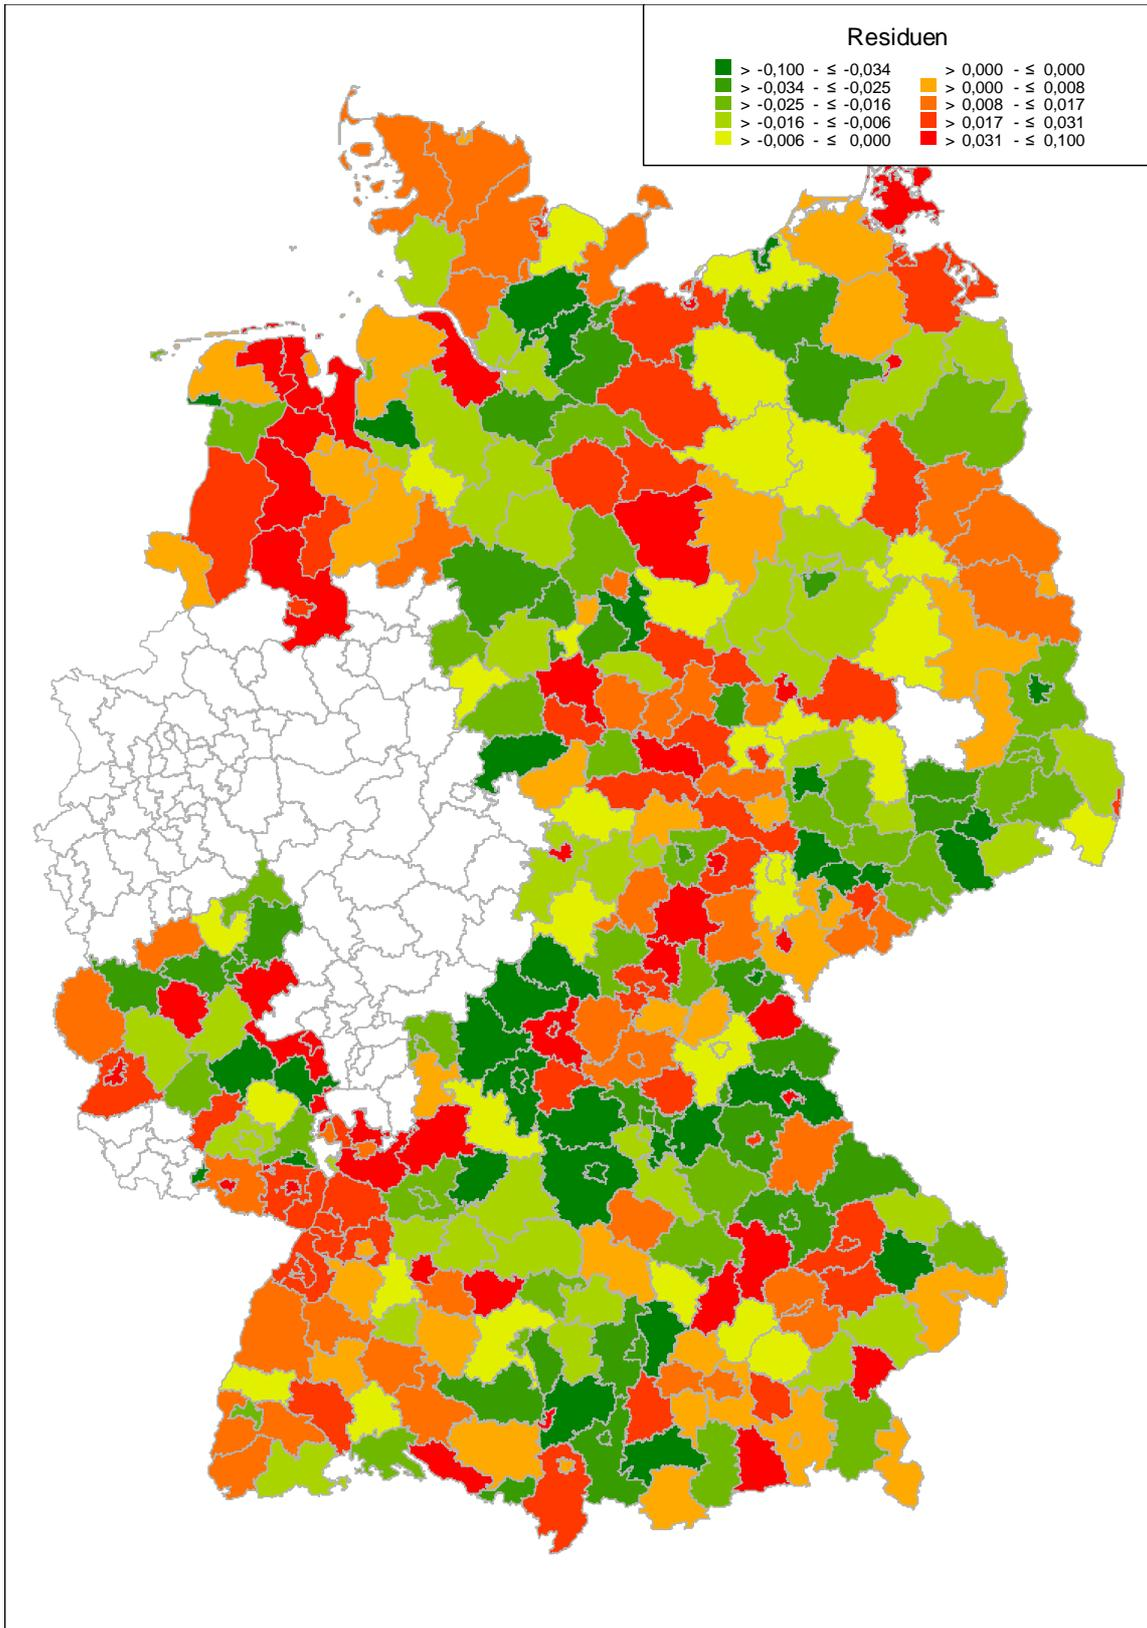 Residuen
> -0,100 - ≤ -0,034
> -0,034 - ≤ -0,025
> -0,025 - ≤ -0,016
> -0,016 - ≤ -0,006
> -0,006 - ≤ 0,000
> 0,000 - ≤ 0,000
> 0,000 - ≤ 0,008
> 0,008 - ≤ 0,017
> 0,017 - ≤ 0,031
> 0,031 - ≤ 0,100